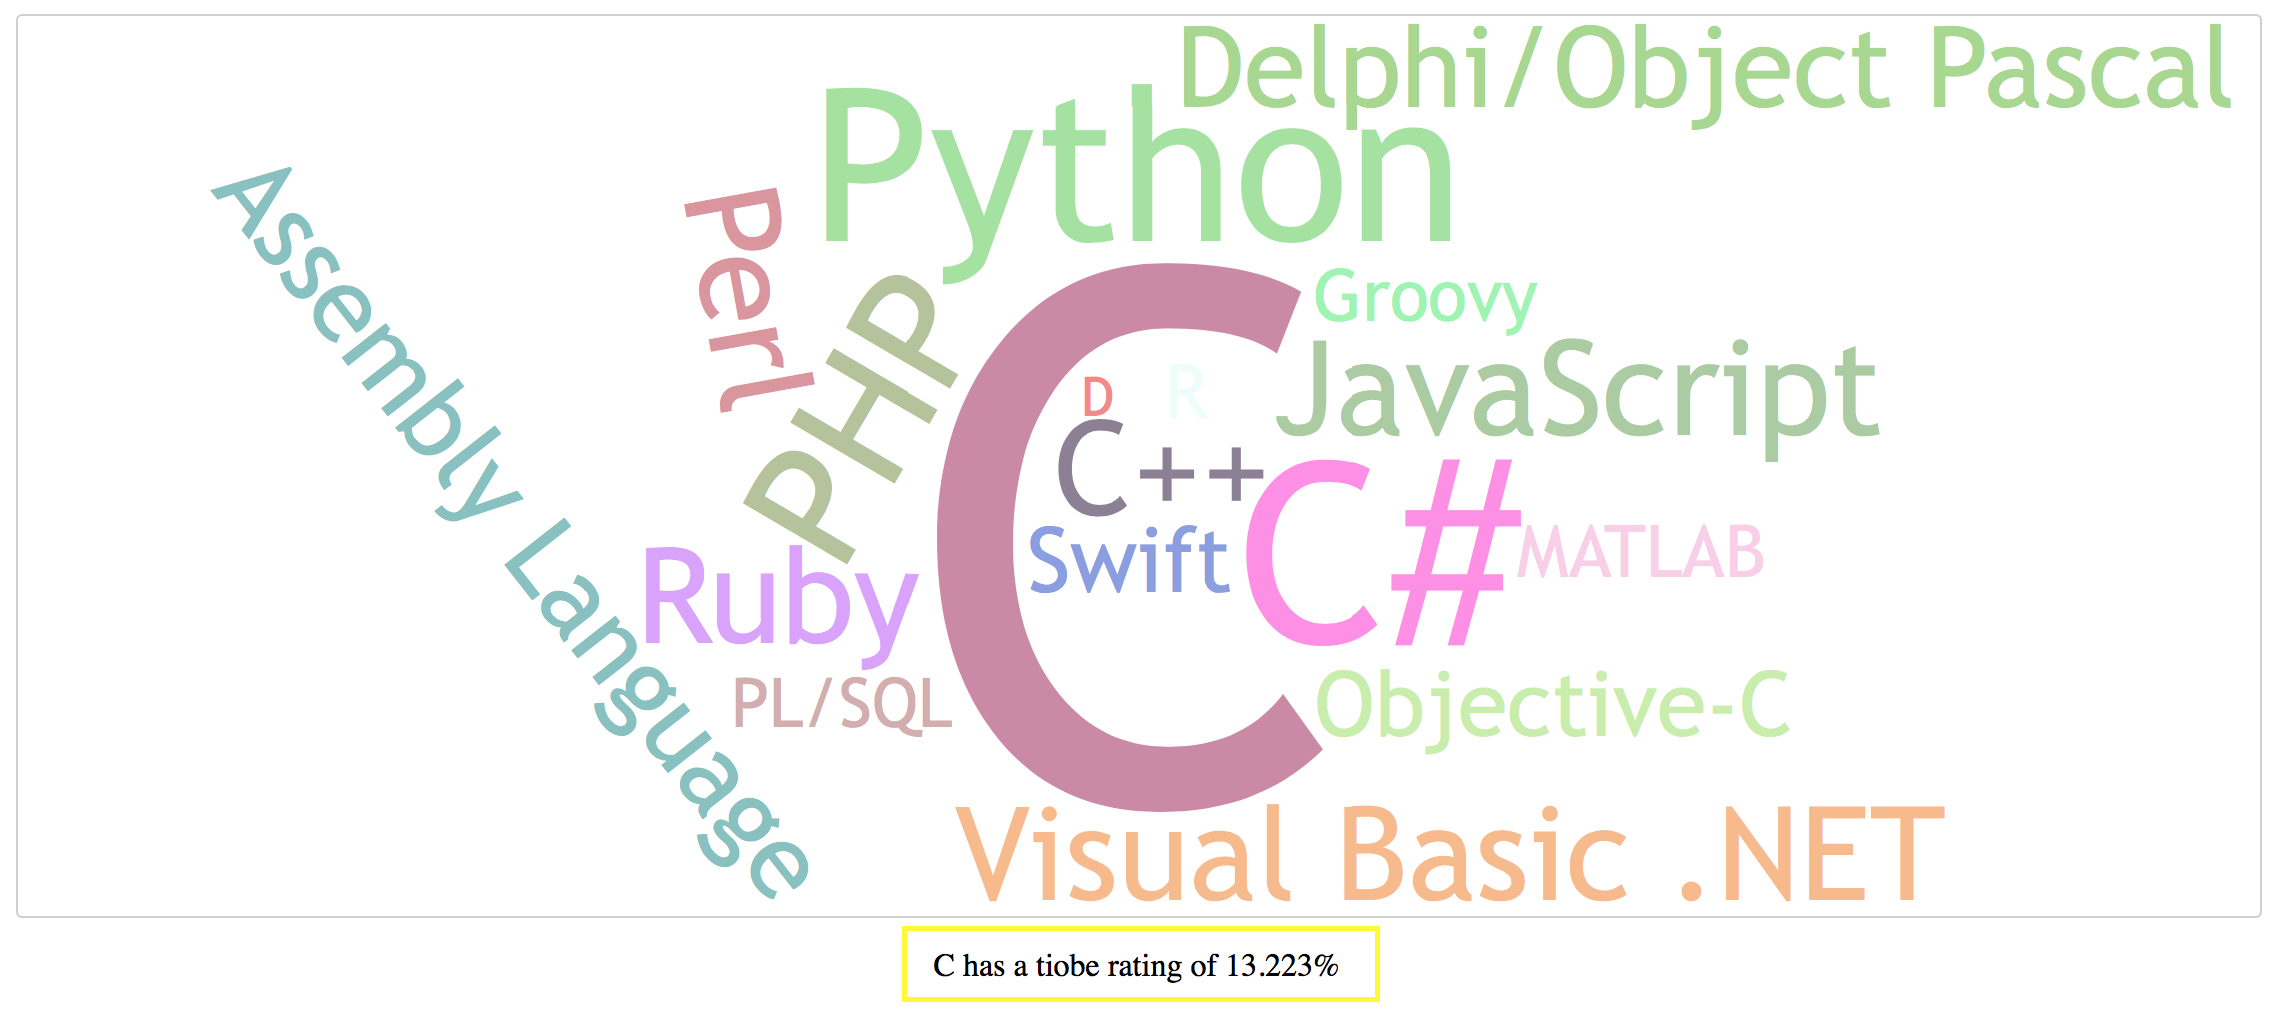 Delphi/Object Pascal
Python
Assembly Language
Perl
PHP
Groovy
C
D
R
JavaScript
C++
C#
Swift
MATLAB
Ruby
PL/SQL
Objective-C
Visual Basic .NET
C has a tiobe rating of 13.223%